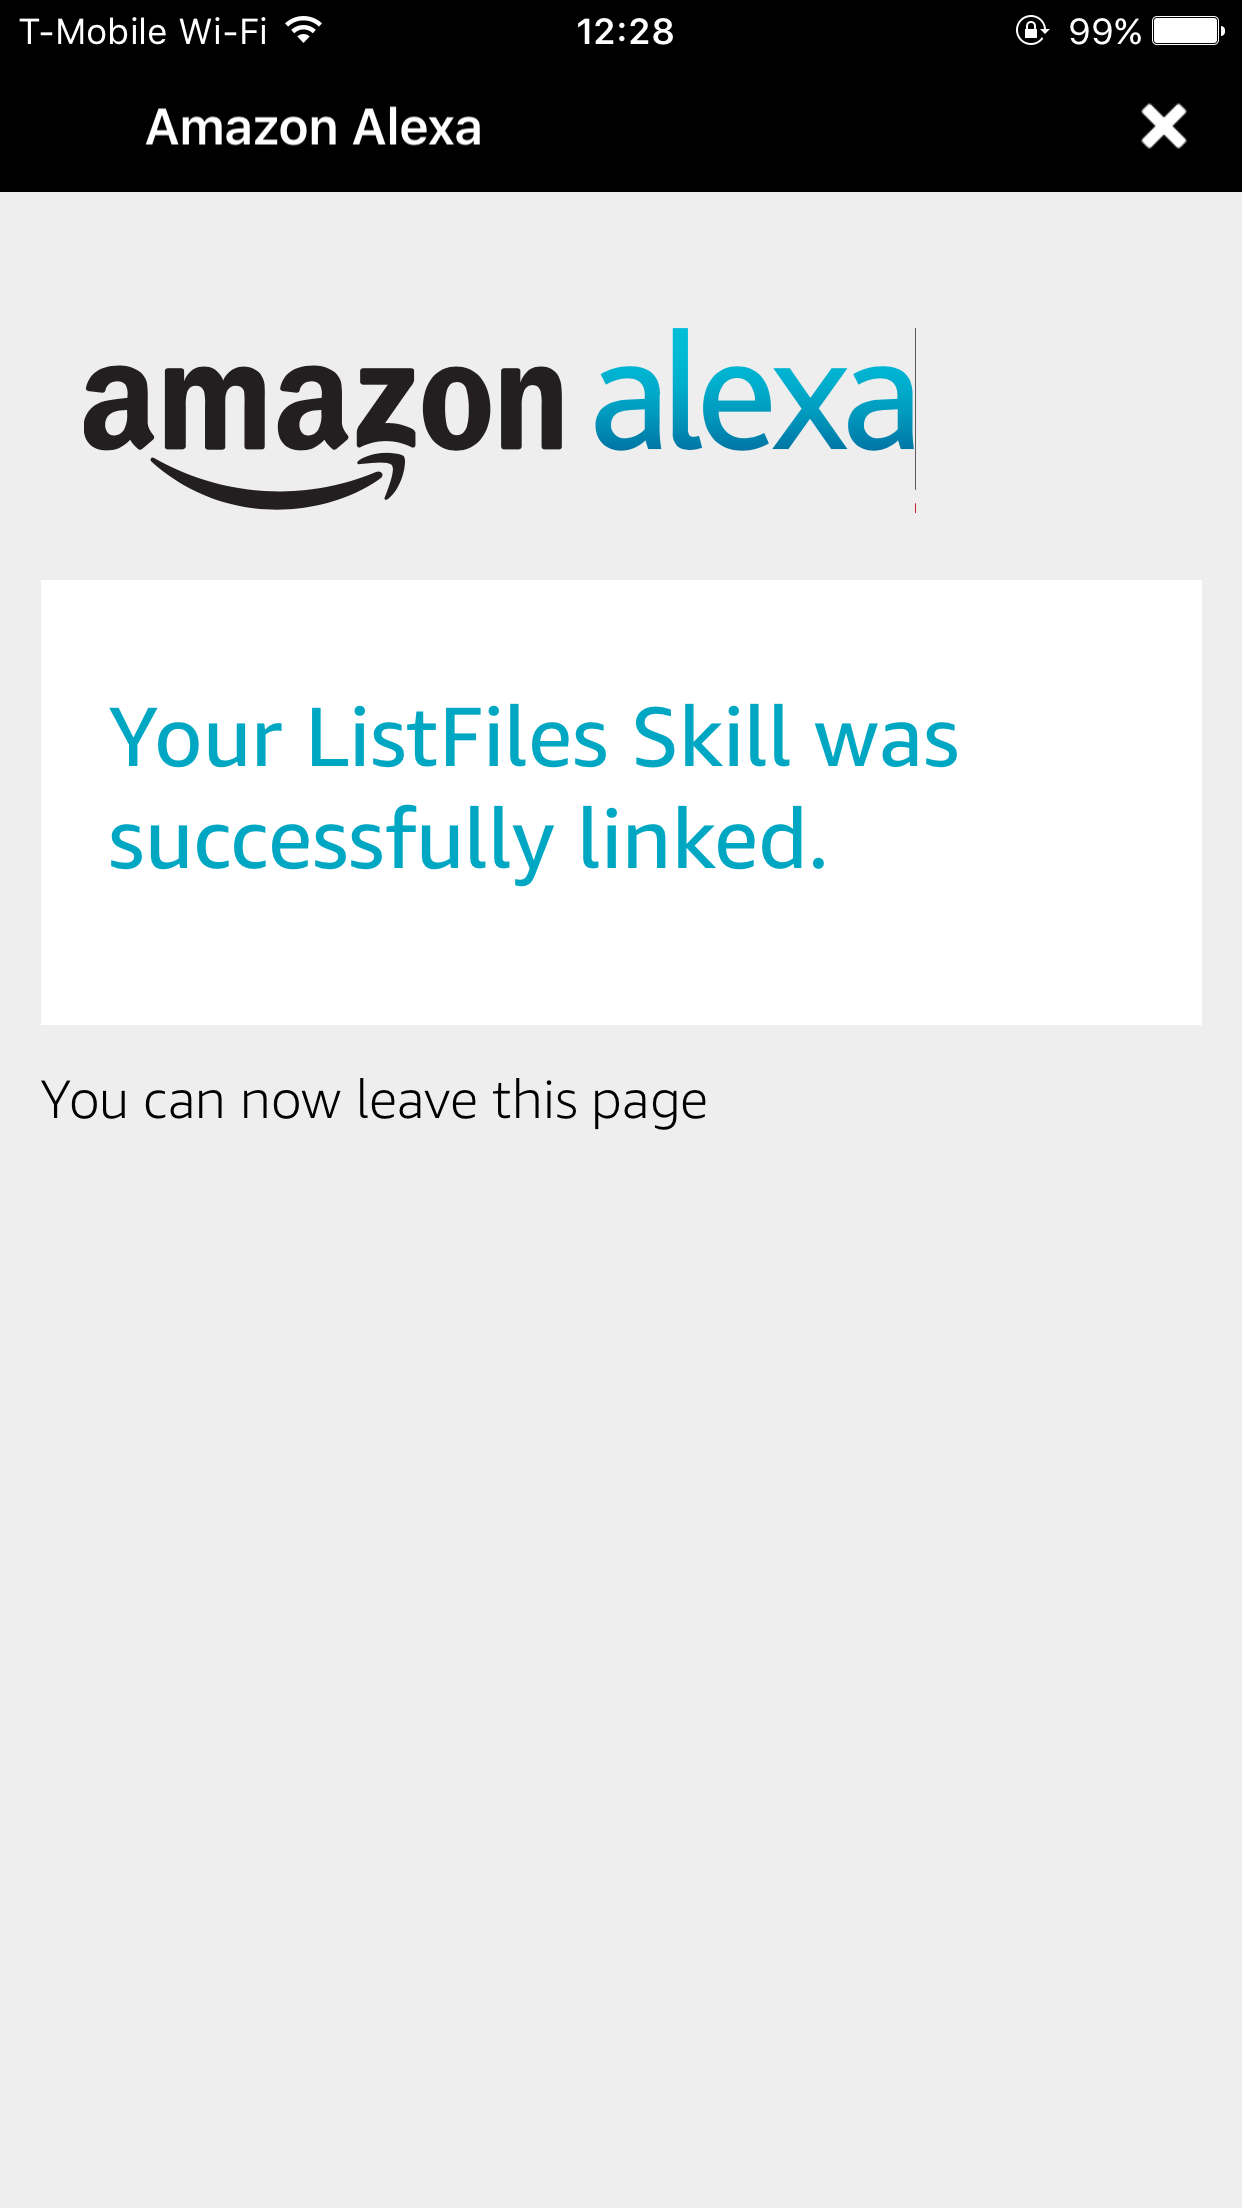 T-Mobile Wi-Fi 12:28 99%
Amazon Alexa
amazon alexa
Your ListFiles Skill was
successfully linked.
You can now leave this page